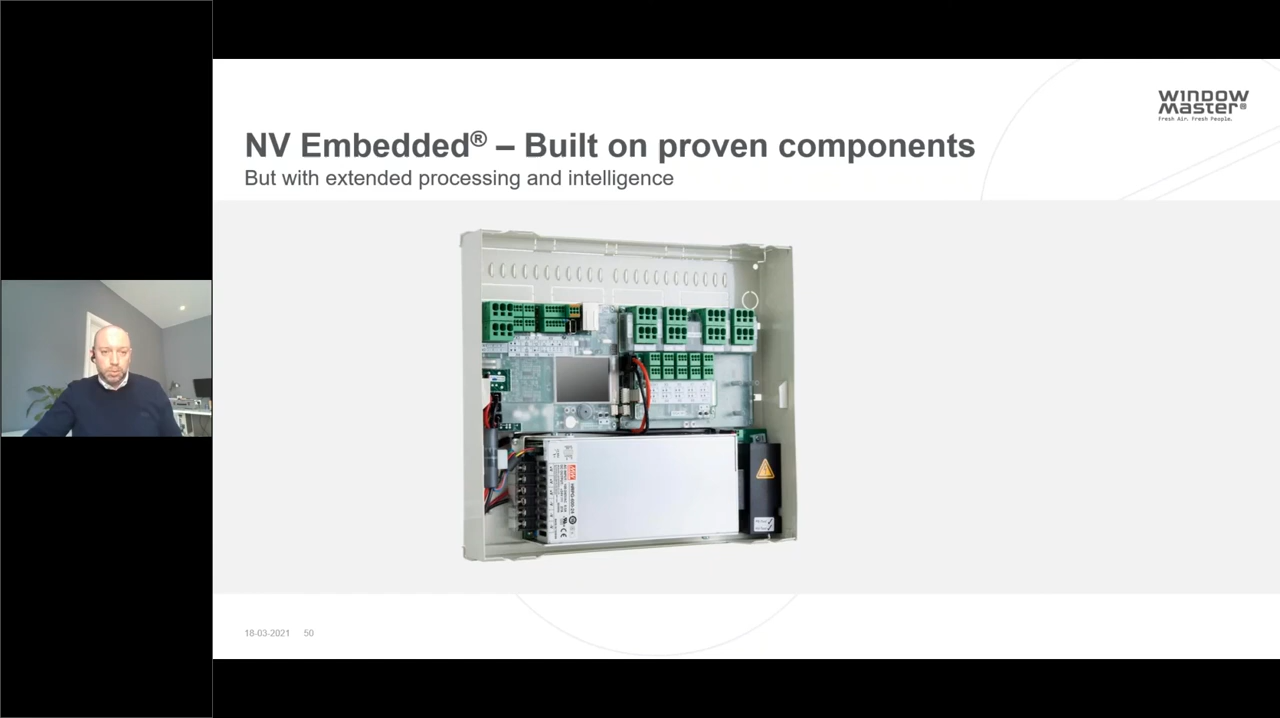 WINDOW
MASTER®
Fresh Air. Fresh People.
NV Embedded® – Built on proven components
But with extended processing and intelligence
18-03-2021 50